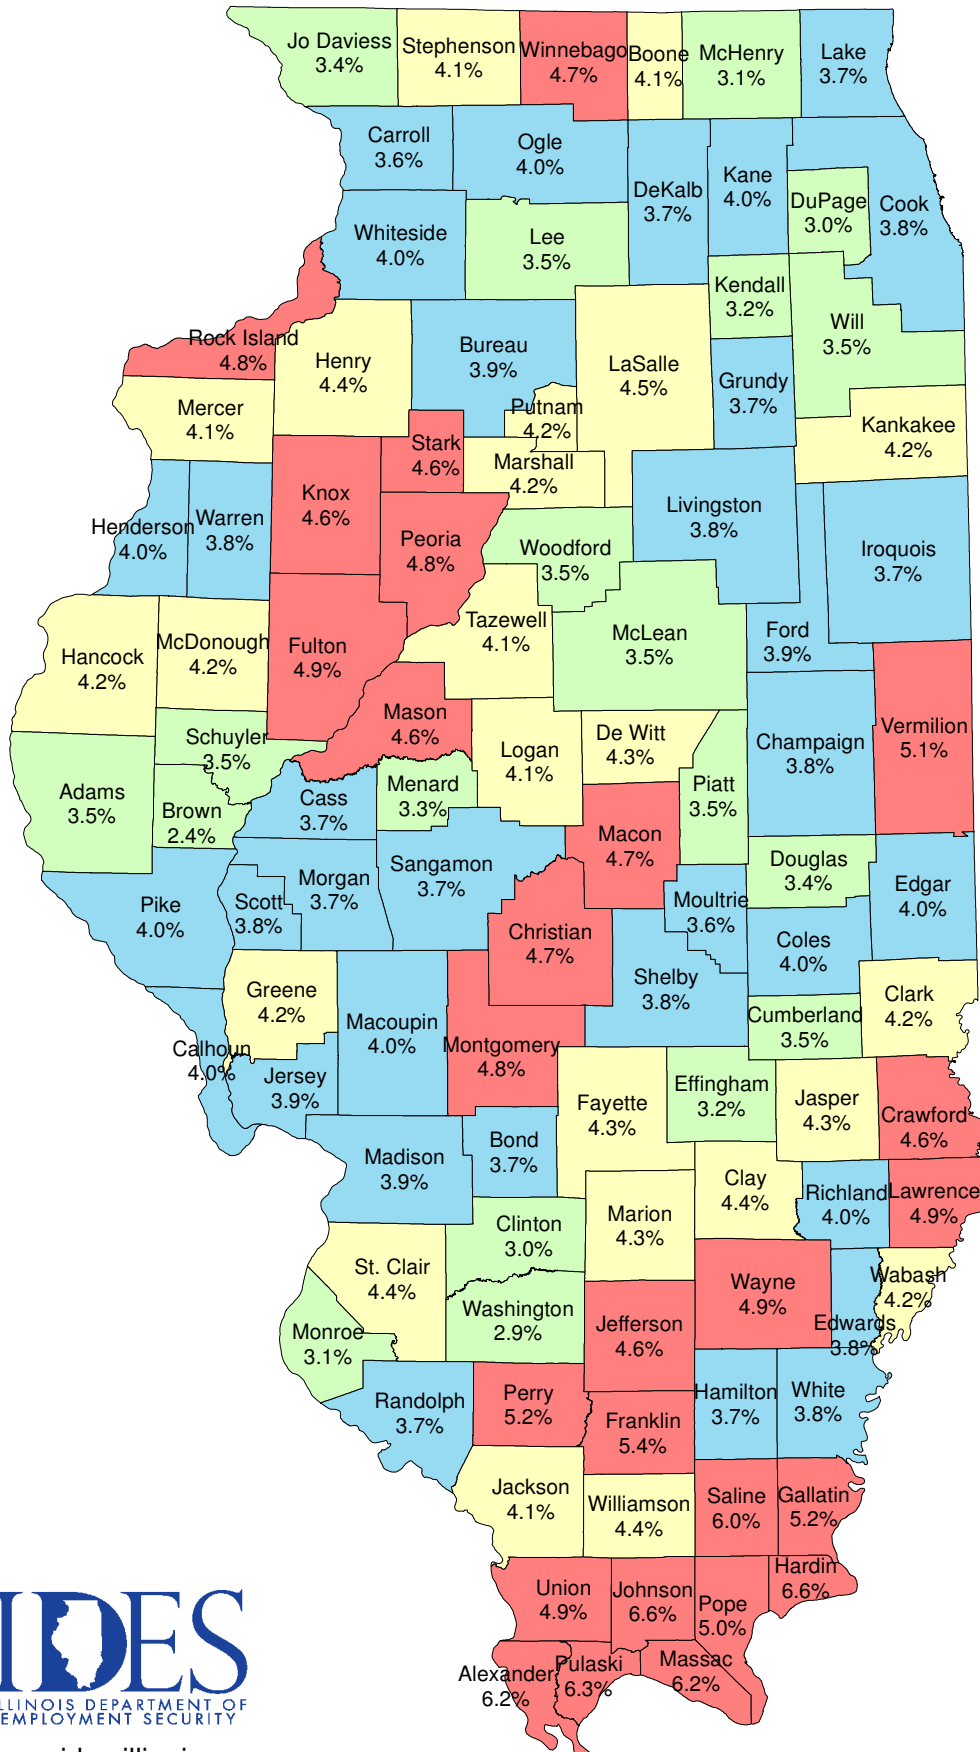 Jo Daviess
3.4%
Stephenson
4.1%
Winnebago
4.7%
Boone
4.1%
McHenry
3.1%
Lake
3.7%
Carroll
3.6%
Ogle
4.0%
DeKalb
3.7%
Kane
4.0%
DuPage
3.0%
Cook
3.8%
Whiteside
4.0%
Lee
3.5%
Kendall
3.2%
Will
3.5%
Rock Island
4.8%
Henry
4.4%
Bureau
3.9%
LaSalle
4.5%
Grundy
3.7%
Mercer
4.1%
Putnam
4.2%
Kankakee
4.2%
Stark
4.6%
Marshall
4.2%
Knox
4.6%
Henderson
4.0%
Warren
3.8%
Peoria
4.8%
Woodford
3.5%
Livingston
3.8%
Iroquois
3.7%
Hancock
4.2%
McDonough
4.2%
Fulton
4.9%
Tazewell
4.1%
McLean
3.5%
Ford
3.9%
Mason
4.6%
Schuyler
3.5%
Logan
4.1%
De Witt
4.3%
Champaign
3.8%
Vermilion
5.1%
Adams
3.5%
Brown
2.4%
Cass
3.7%
Menard
3.3%
Piatt
3.5%
Macon
4.7%
Pike
4.0%
Scott
3.8%
Morgan
3.7%
Sangamon
3.7%
Douglas
3.4%
Edgar
4.0%
Moultrie
3.6%
Christian
4.7%
Coles
4.0%
Shelby
3.8%
Greene
4.2%
Macoupin
4.0%
Montgomery
4.8%
Cumberland
3.5%
Clark
4.2%
Calhoun
4.0%
Jersey
3.9%
Fayette
4.3%
Effingham
3.2%
Jasper
4.3%
Crawford
4.6%
Madison
3.9%
Bond
3.7%
Clay
4.4%
Richland
4.0%
Lawrence
4.9%
Marion
4.3%
Clinton
3.0%
St. Clair
4.4%
Wayne
4.9%
Wabash
4.2%
Edwards
3.8%
Washington
2.9%
Jefferson
4.6%
Monroe
3.1%
Randolph
3.7%
Perry
5.2%
Franklin
5.4%
Hamilton
3.7%
White
3.8%
Jackson
4.1%
Williamson
4.4%
Saline
6.0%
Gallatin
5.2%
Union
4.9%
Johnson
6.6%
Pope
5.0%
Hardin
6.6%
Alexander
6.2%
Pulaski
6.3%
Massac
6.2%
IDES
ILLINOIS DEPARTMENT OF
EMPLOYMENT SECURITY